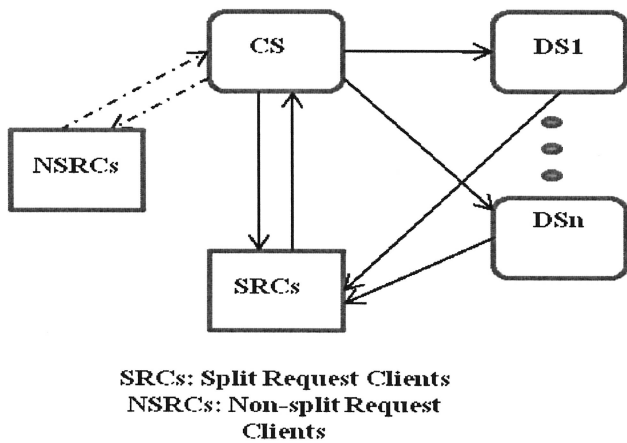 CS
DS1
NSRCs
DSn
SRCs
SRCs: Split Request Clients
NSRCs: Non-split Request
Clients